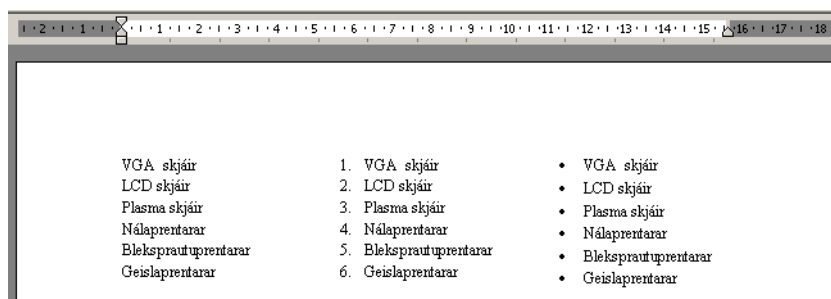 2 1 1 2 3 4 5 6 7 8 9 10 11 12 13 14 15 16 17 18
VGA skjáir
LCD skjáir
Plasma skjáir
Nálaprentarar
Bleksprautuprentarar
Geislaprentarar
1. VGA skjáir
2. LCD skjáir
3. Plasma skjáir
4. Nálaprentarar
5. Bleksprautuprentarar
6. Geislaprentarar
• VGA skjáir
• LCD skjáir
• Plasma skjáir
• Nálaprentarar
• Bleksprautuprentarar
• Geislaprentarar